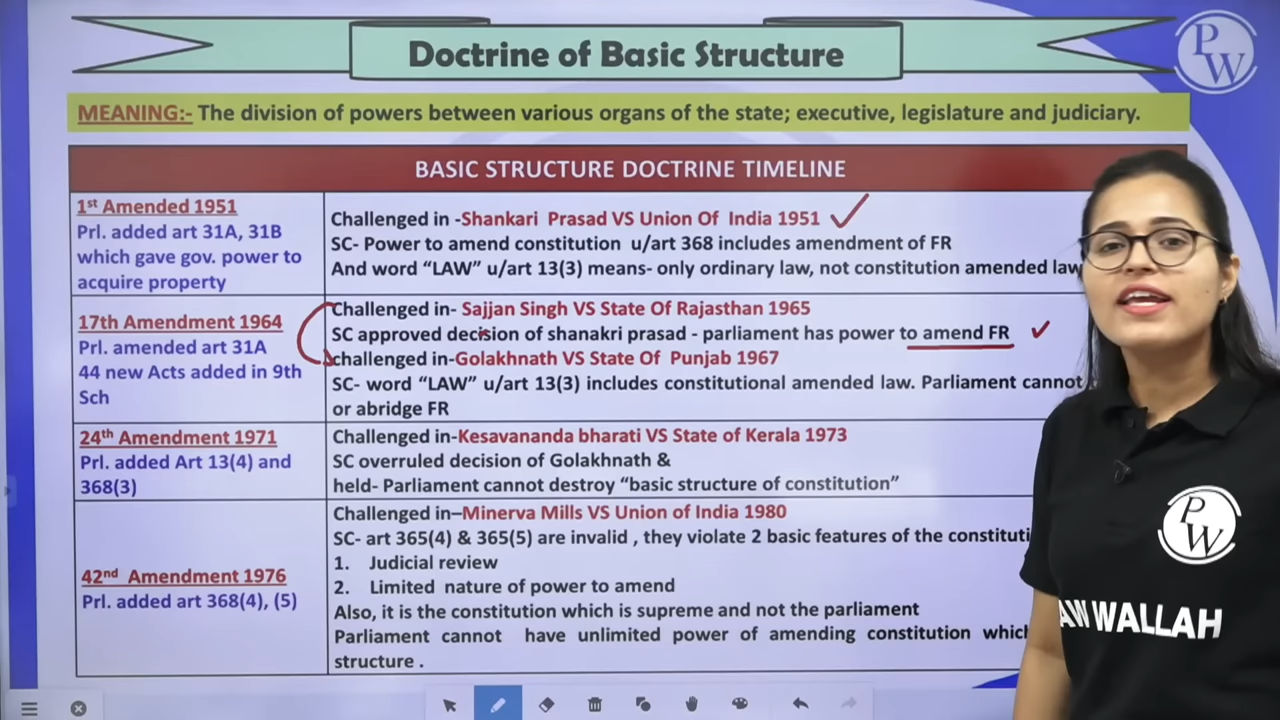 Doctrine of Basic Structure
PW
MEANING:- The division of powers between various organs of the state; executive, legislature and judiciary.
BASIC STRUCTURE DOCTRINE TIMELINE
1st Amended 1951
Prl. added art 31A, 31B
which gave gov. power to
acquire property
Challenged in -Shankari Prasad VS Union Of India 1951
SC- Power to amend constitution u/art 368 includes amendment of FR
And word “LAW” u/art 13(3) means- only ordinary law, not constitution amended law
17th Amendment 1964
Prl. amended art 31A
44 new Acts added in 9th
Sch
Challenged in- Sajjan Singh VS State Of Rajasthan 1965
SC approved decision of shanakri prasad - parliament has power to amend FR
challenged in-Golakhnath VS State Of Punjab 1967
SC- word “LAW” u/art 13(3) includes constitutional amended law. Parliament cannot
or abridge FR
24th Amendment 1971
Prl. added Art 13(4) and
368(3)
Challenged in-Kesavananda bharati VS State of Kerala 1973
SC overruled decision of Golakhnath &
held- Parliament cannot destroy “basic structure of constitution”
42nd Amendment 1976
Prl. added art 368(4), (5)
Challenged in–Minerva Mills VS Union of India 1980
SC- art 365(4) & 365(5) are invalid , they violate 2 basic features of the constituti
1. Judicial review
2. Limited nature of power to amend
Also, it is the constitution which is supreme and not the parliament
Parliament cannot have unlimited power of amending constitution which
structure .
PW
AW WALLAH